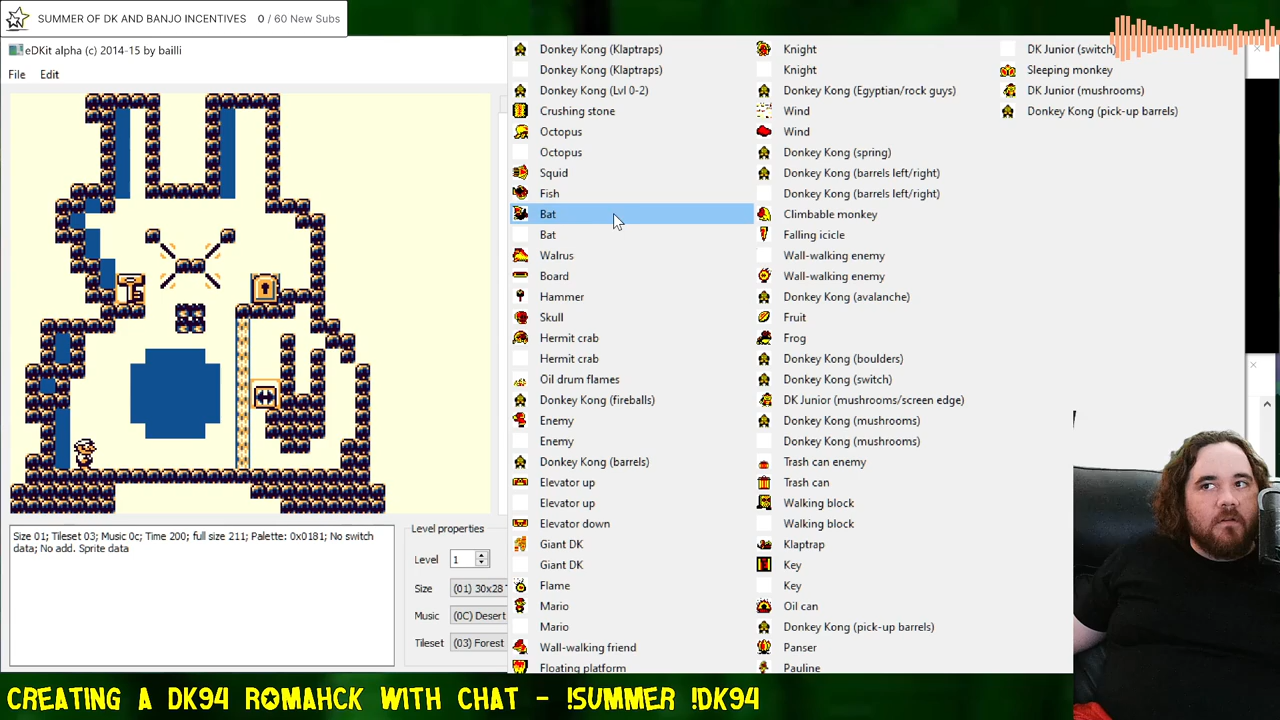 SUMMER OF DK AND BANJO INCENTIVES 0 / 60 New Subs
eDKit alpha (c) 2014-15 by bailli
File Edit
Donkey Kong (Klaptraps)
Donkey Kong (Klaptraps)
Donkey Kong (Lvl 0-2)
Crushing stone
Octopus
Octopus
Squid
Fish
Bat
Bat
Walrus
Board
Hammer
Skull
Hermit crab
Hermit crab
Oil drum flames
Donkey Kong (fireballs)
Enemy
Enemy
Donkey Kong (barrels)
Elevator up
Elevator up
Elevator down
Giant DK
Giant DK
Flame
Mario
Mario
Wall-walking friend
Floating platform
Knight
Knight
Donkey Kong (Egyptian/rock guys)
Wind
Wind
Donkey Kong (spring)
Donkey Kong (barrels left/right)
Donkey Kong (barrels left/right)
Climbable monkey
Falling icicle
Wall-walking enemy
Wall-walking enemy
Donkey Kong (avalanche)
Fruit
Frog
Donkey Kong (boulders)
Donkey Kong (switch)
DK Junior (mushrooms/screen edge)
Donkey Kong (mushrooms)
Donkey Kong (mushrooms)
Trash can enemy
Trash can
Walking block
Walking block
Klaptrap
Key
Key
Oil can
Donkey Kong (pick-up barrels)
Panser
Pauline
DK Junior (switch)
Sleeping monkey
DK Junior (mushrooms)
Donkey Kong (pick-up barrels)
Size 01; Tileset 03; Music 0c; Time 200; full size 211; Palette: 0x0181; No switch
data; No add. Sprite data
Level properties
Level 1
Size (01) 30x28
Music (0C) Desert
Tileset (03) Forest
CREATING A DK94 ROMAHCK WITH CHAT - !SUMMER !DK94